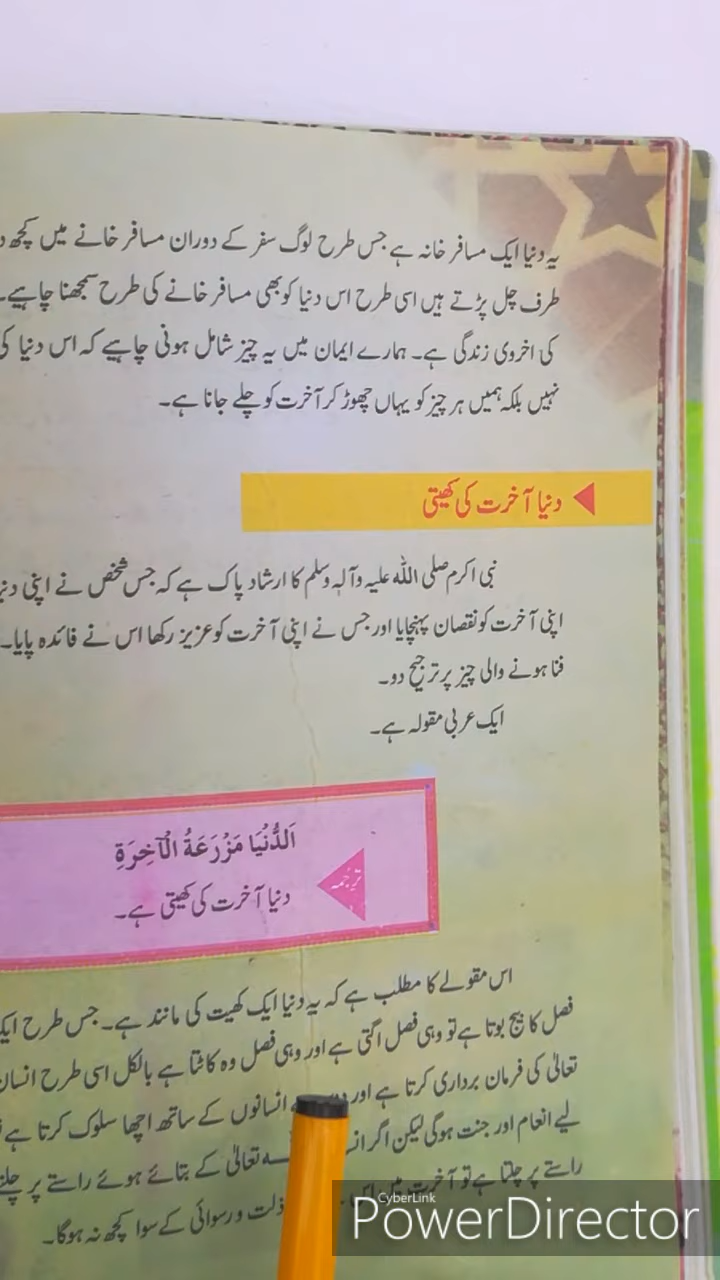 یہ دنیا ایک مسافر خانہ ہے جس طرح لوگ سفر کے دوران مسافر خانے میں کچھ
طرف چل پڑتے ہیں اسی طرح اس دنیا کو بھی مسافر خانے کی طرح سمجھنا چاہیے۔
کی اخروی زندگی ہے۔ ہمارے ایمان میں یہ چیز شامل ہونی چاہیے کہ اس دنیا کی
نہیں بلکہ ہمیں ہر چیز کو یہاں چھوڑ کر آخرت کو چلے جانا ہے۔
دنیا آخرت کی کھیتی
نبی اکرم صلی اللہ علیہ وآلہٖ وسلم کا ارشاد پاک ہے کہ جس شخص نے اپنی
اپنی آخرت کو نقصان پہنچایا اور جس نے اپنی آخرت کو عزیز رکھا اس نے فائدہ پایا۔
فنا ہونے والی چیز پر ترجیح دو۔
ایک عربی مقولہ ہے۔
اَلدُّنْيَا مَزْرَعَةُ الْآخِرَةِ
ترجمہ
دنیا آخرت کی کھیتی ہے۔
اس مقولے کا مطلب ہے کہ یہ دنیا ایک کھیت کی مانند ہے۔ جس طرح
فصل کا بیج بوتا ہے تو وہی فصل اگتی ہے اور وہی فصل وہ کاٹتا ہے بالکل اسی طرح انسان
تعالیٰ کی فرمان برداری کرتا ہے اور انسانوں کے ساتھ اچھا سلوک کرتا ہے
لیے انعام اور جنت ہوگی لیکن اگر تعالیٰ کے بتائے ہوئے راستے پر
راستے پر چلتا ہے تو آخرت میں ذلت و رسوائی کے سوا کچھ نہ ہوگا۔
CyberLink
PowerDirector